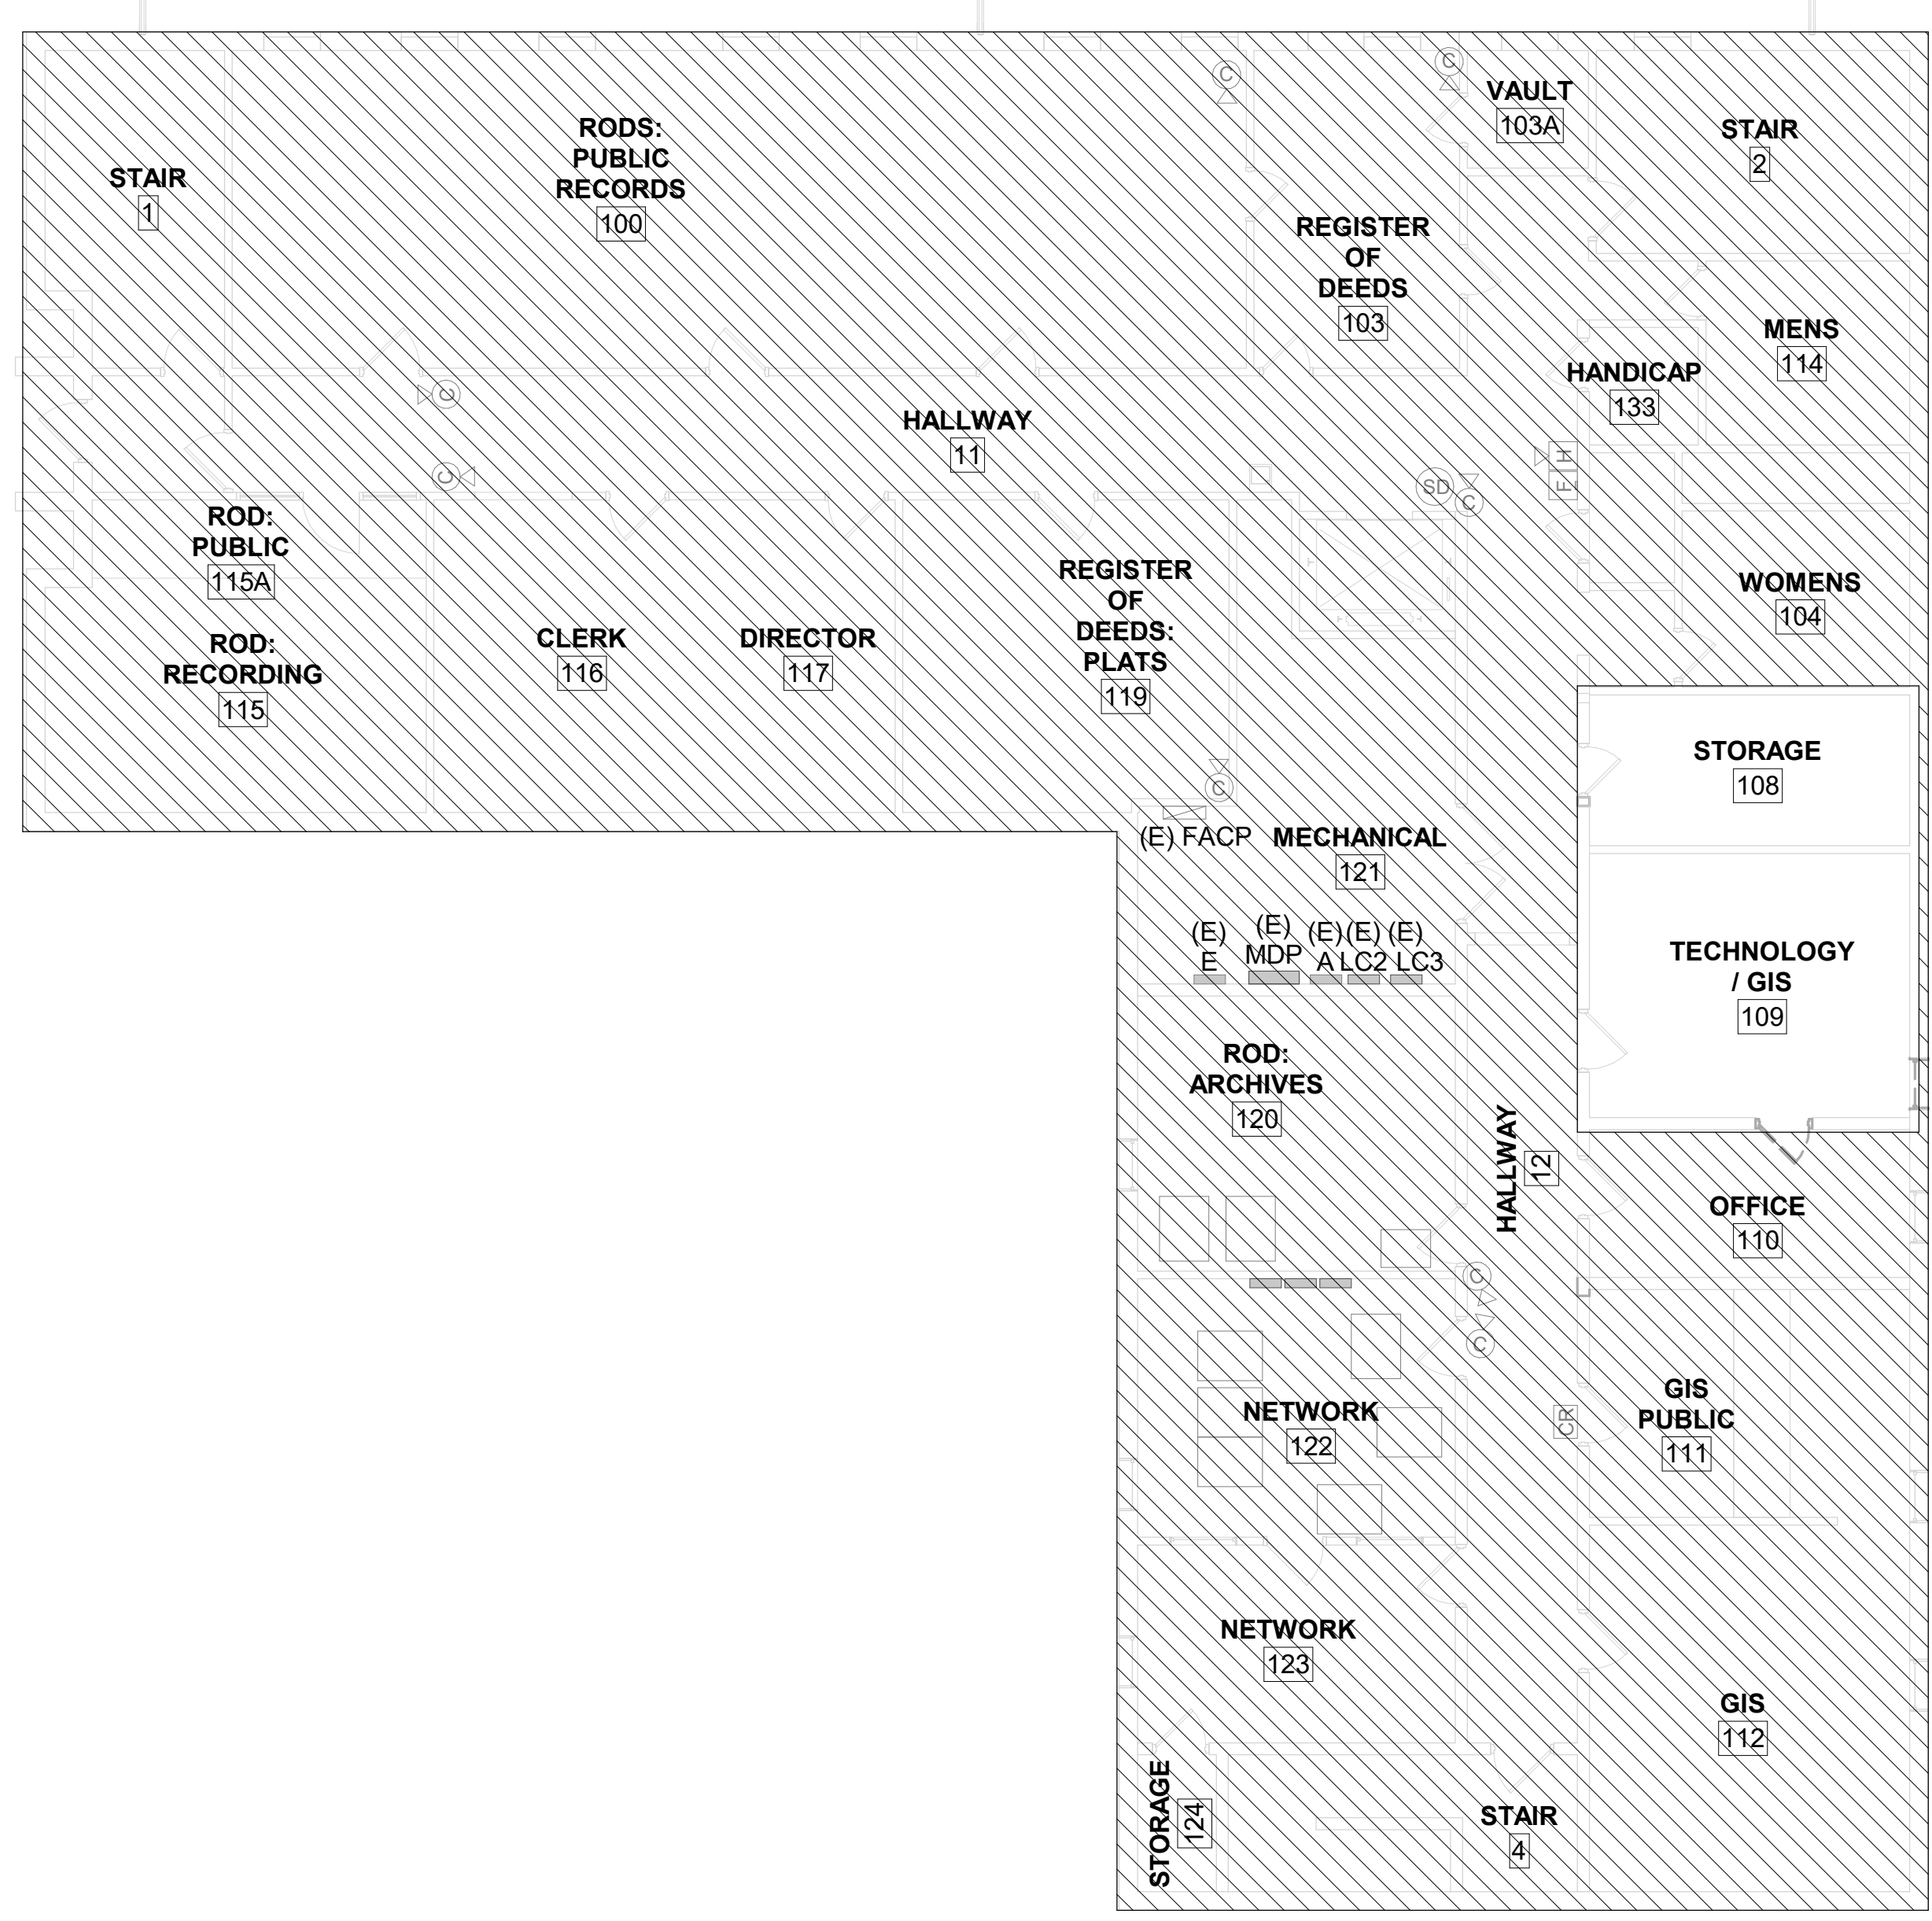 C
C
VAULT
103A
STAIR
2
RODS:
PUBLIC
RECORDS
100
STAIR
1
REGISTER
OF
DEEDS
103
MENS
114
HANDICAP
133
C
HALLWAY
11
C
H
F
SD
C
ROD:
PUBLIC
115A
REGISTER
OF
DEEDS:
PLATS
119
WOMENS
104
ROD:
RECORDING
115
CLERK
116
DIRECTOR
117
STORAGE
108
C
(E) FACP
MECHANICAL
121
(E)
E
(E)
MDP
(E)
A
(E)
LC2
(E)
LC3
TECHNOLOGY
/ GIS
109
ROD:
ARCHIVES
120
HALLWAY
12
OFFICE
110
C
C
GIS
PUBLIC
111
CR
NETWORK
122
NETWORK
123
GIS
112
STORAGE
124
STAIR
4